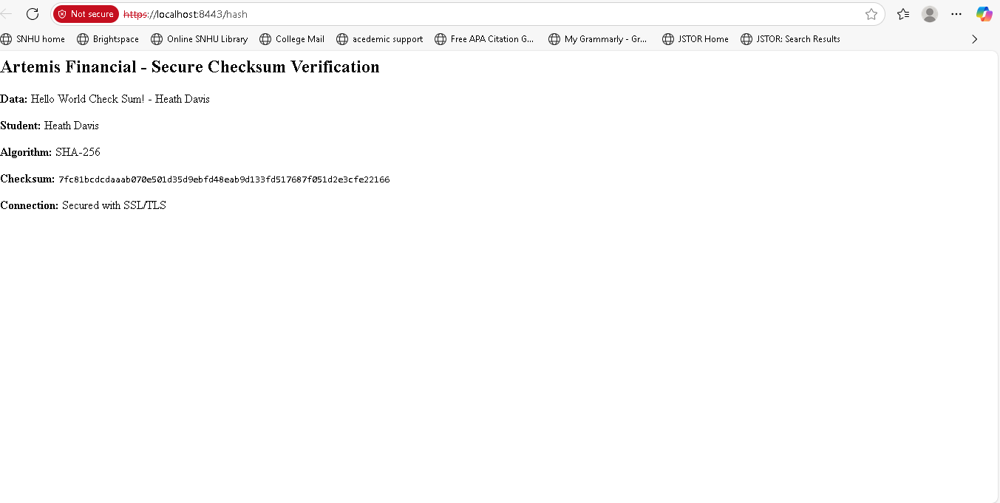 Not secure https://localhost:8443/hash
SNHU home Brightspace Online SNHU Library College Mail acedemic support Free APA Citation G... My Grammarly - Gr... JSTOR Home JSTOR: Search Results
Artemis Financial - Secure Checksum Verification
Data: Hello World Check Sum! - Heath Davis
Student: Heath Davis
Algorithm: SHA-256
Checksum: 7fc81bcdcdaaab070e501d35d9ebfd48eab9d133fd517687f051d2e3cfe22166
Connection: Secured with SSL/TLS